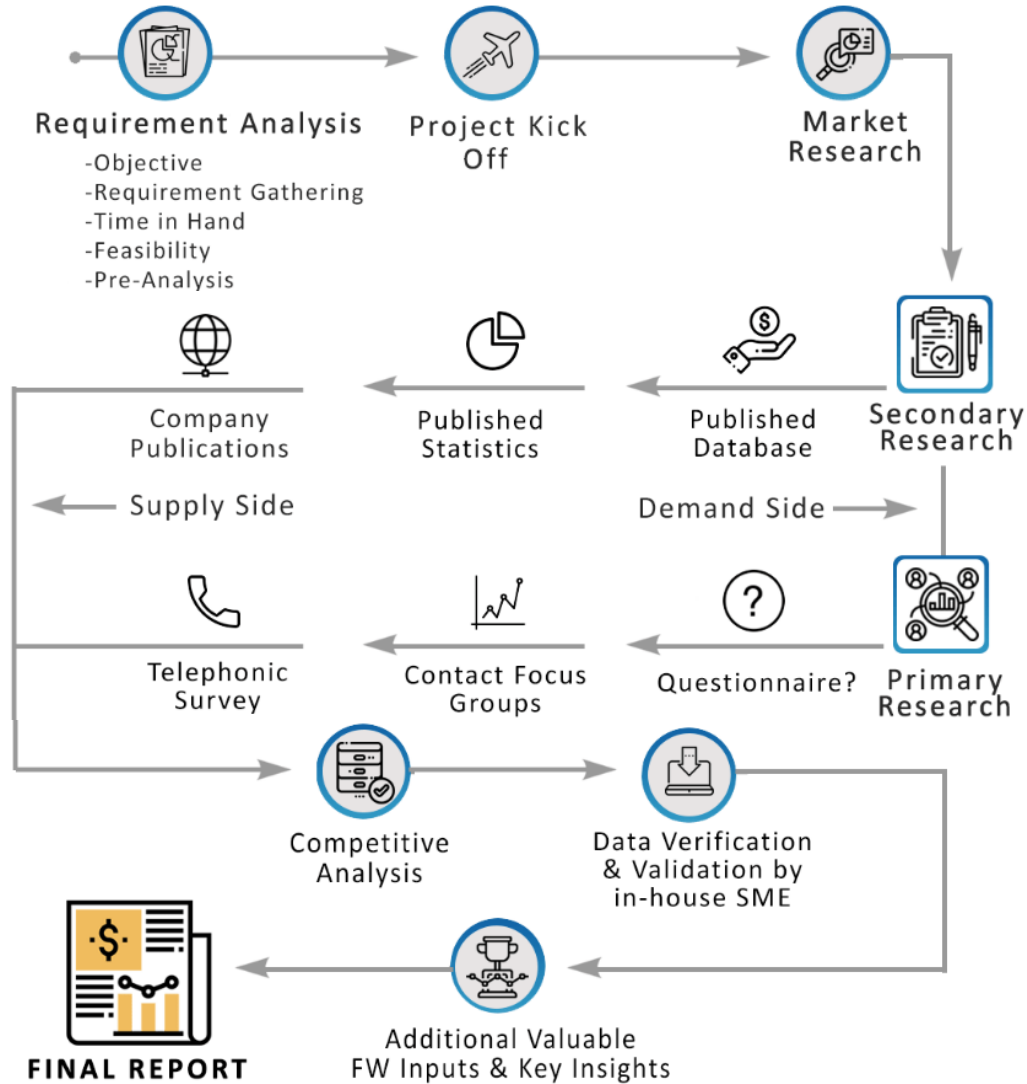 Requirement Analysis
-Objective
-Requirement Gathering
-Time in Hand
-Feasibility
-Pre-Analysis
Project Kick
Off
Market
Research
Company
Publications
Published
Statistics
$
Published
Database
Secondary
Research
Supply Side
Demand Side
Telephonic
Survey
Contact Focus
Groups
?
Questionnaire?
Primary
Research
Competitive
Analysis
Data Verification
& Validation by
in-house SME
$
FINAL REPORT
Additional Valuable
FW Inputs & Key Insights